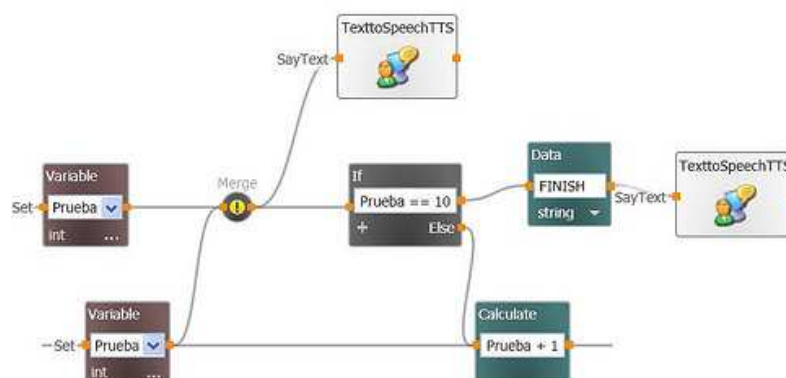 TexttoSpeechTTS
SayText
Variable
Set
Prueba
int ...
Merge
If
Prueba == 10
+ Else
Data
FINISH
string
TexttoSpeechTTS
SayText
Variable
Set
Prueba
int ...
Calculate
Prueba + 1